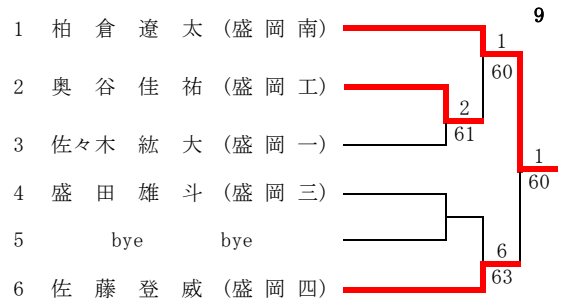 9
1 柏 倉 遼 太 (盛 岡 南)
1
60
2 奥 谷 佳 祐 (盛 岡 工)
2
61
3 佐々木 紘 大 (盛 岡 一)
1
60
4 盛 田 雄 斗 (盛 岡 三)
5 bye bye
6
63
6 佐 藤 登 威 (盛 岡 四)